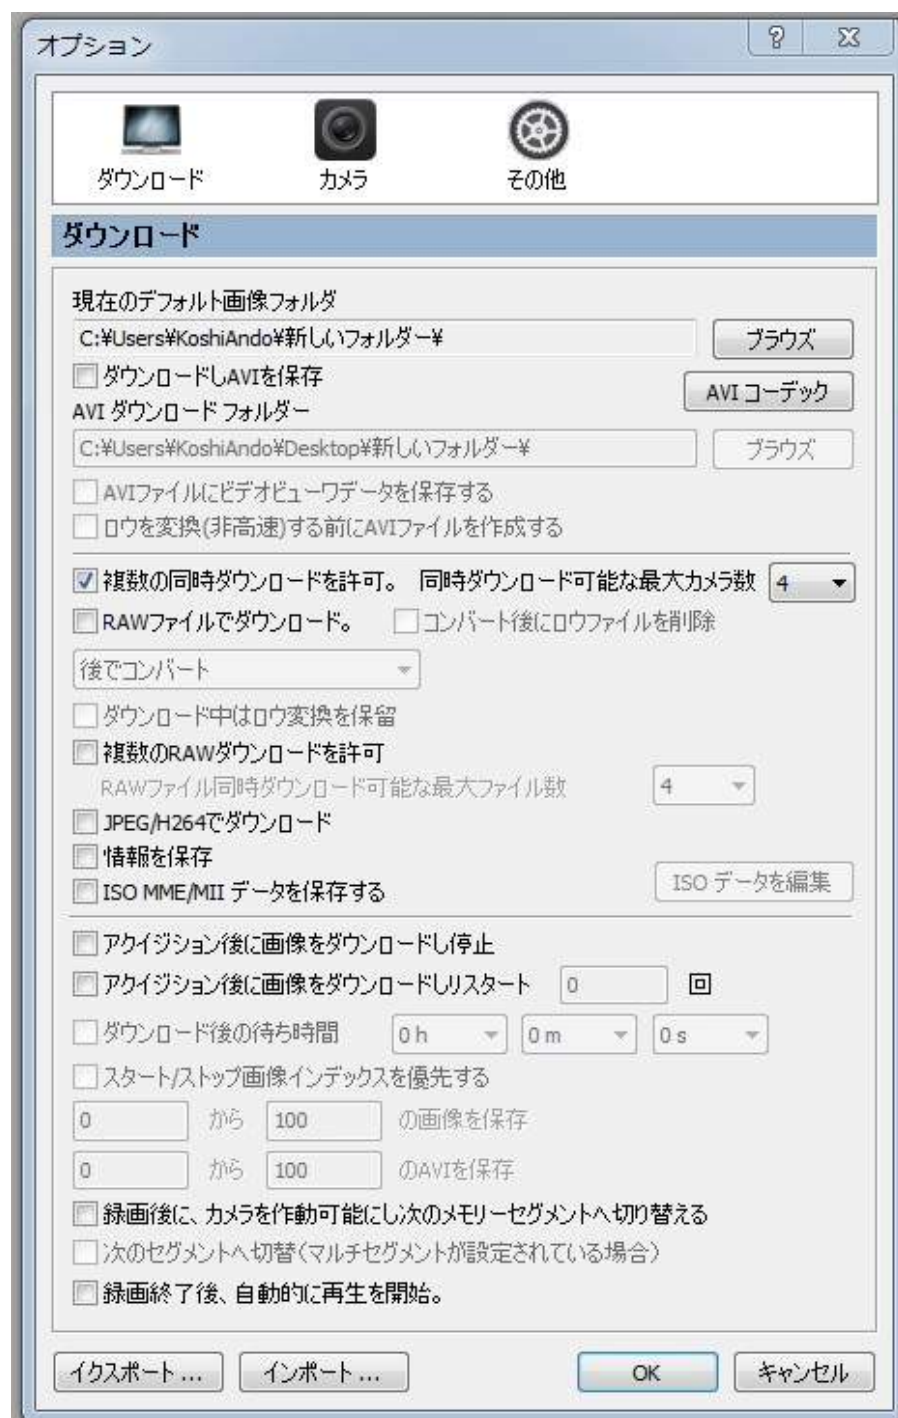 オプション
ダウンロード カメラ その他
ダウンロード
現在のデフォルト画像フォルダ
C:¥Users¥KoshiAndo¥新しいフォルダー¥ ブラウズ
ダウンロードしAVIを保存
AVI コーデック
AVI ダウンロード フォルダー
C:¥Users¥KoshiAndo¥Desktop¥新しいフォルダー¥ ブラウズ
AVIファイルにビデオビューワデータを保存する
ロウを変換(非高速)する前にAVIファイルを作成する
複数の同時ダウンロードを許可。 同時ダウンロード可能な最大カメラ数 4
RAWファイルでダウンロード。 コンバート後にロウファイルを削除
後でコンバート
ダウンロード中はロウ変換を保留
複数のRAWダウンロードを許可
RAWファイル同時ダウンロード可能な最大ファイル数 4
JPEG/H264でダウンロード
情報を保存
ISO MME/MII データを保存する ISO データを編集
アクイジション後に画像をダウンロードし停止
アクイジション後に画像をダウンロードしリスタート 0 回
ダウンロード後の待ち時間 0 h 0 m 0 s
スタート/ストップ画像インデックスを優先する
0 から 100 の画像を保存
0 から 100 のAVIを保存
録画後に、カメラを作動可能にし次のメモリーセグメントへ切り替える
次のセグメントへ切替(マルチセグメントが設定されている場合)
録画終了後、自動的に再生を開始。
イクスポート ... インポート ... OK キャンセル